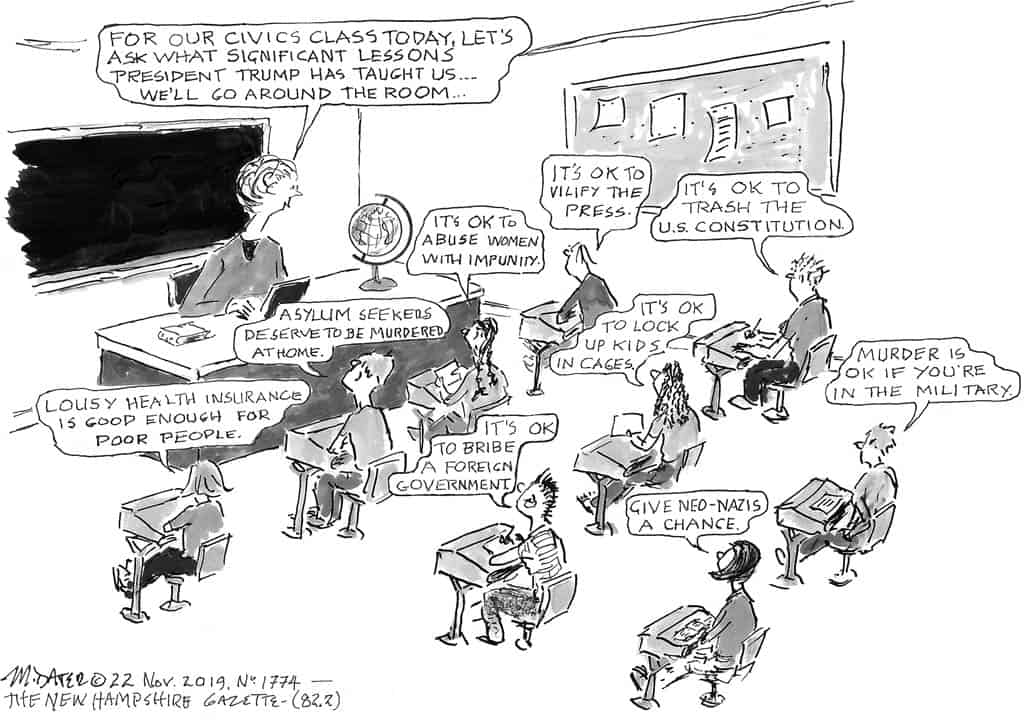 FOR OUR CIVICS CLASS TODAY, LET'S
ASK WHAT SIGNIFICANT LESSONS
PRESIDENT TRUMP HAS TAUGHT US...
WE'LL GO AROUND THE ROOM...
IT'S OK TO
VILIFY THE
PRESS.
IT'S OK TO
TRASH THE
U.S. CONSTITUTION.
IT'S OK TO
ABUSE WOMEN
WITH IMPUNITY.
ASYLUM SEEKERS
DESERVE TO BE MURDERED
AT HOME.
IT'S OK
TO LOCK
UP KIDS
IN CAGES.
MURDER IS
OK IF YOU'RE
IN THE MILITARY.
LOUSY HEALTH INSURANCE
IS GOOD ENOUGH FOR
POOR PEOPLE.
IT'S OK
TO BRIBE
A FOREIGN
GOVERNMENT.
GIVE NEO-NAZIS
A CHANCE.
M. DATER © 22 NOV. 2019, No. 1774 —
THE NEW HAMPSHIRE GAZETTE - (82.2)